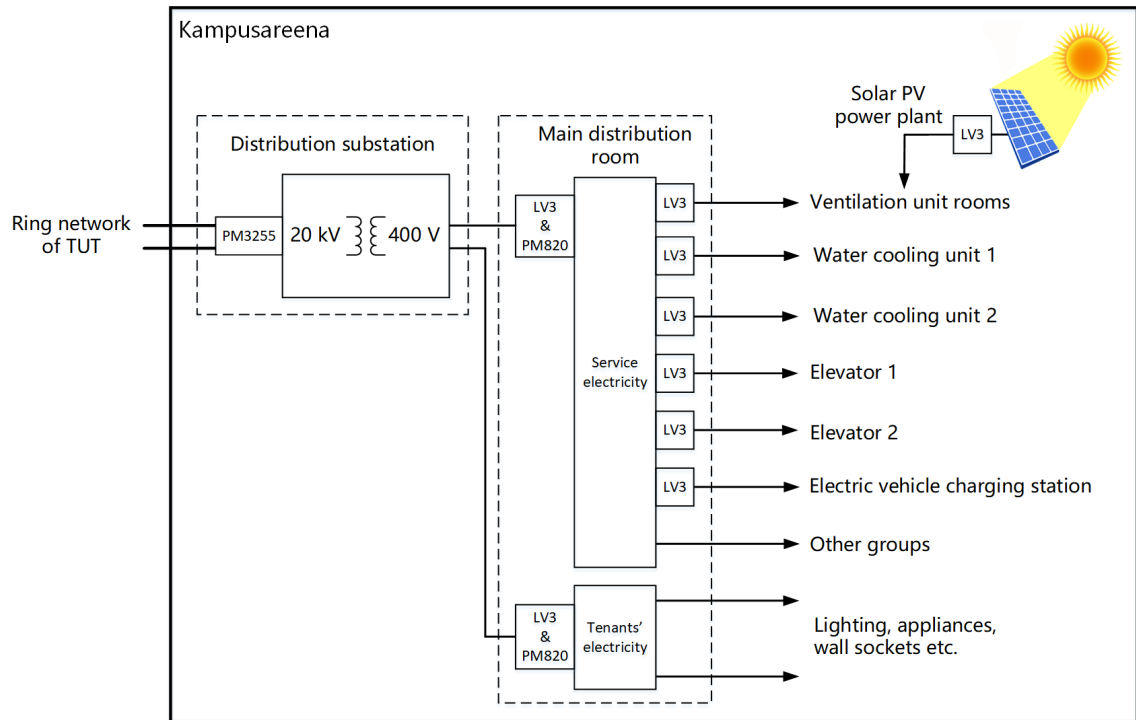 Kampusareena
Solar PV
power plant
LV3
Distribution substation
Main distribution
room
Ring network
of TUT
PM3255
20 kV
400 V
LV3
&
PM820
Service
electricity
LV3
Ventilation unit rooms
LV3
Water cooling unit 1
LV3
Water cooling unit 2
LV3
Elevator 1
LV3
Elevator 2
LV3
Electric vehicle charging station
Other groups
LV3
&
PM820
Tenants'
electricity
Lighting, appliances,
wall sockets etc.